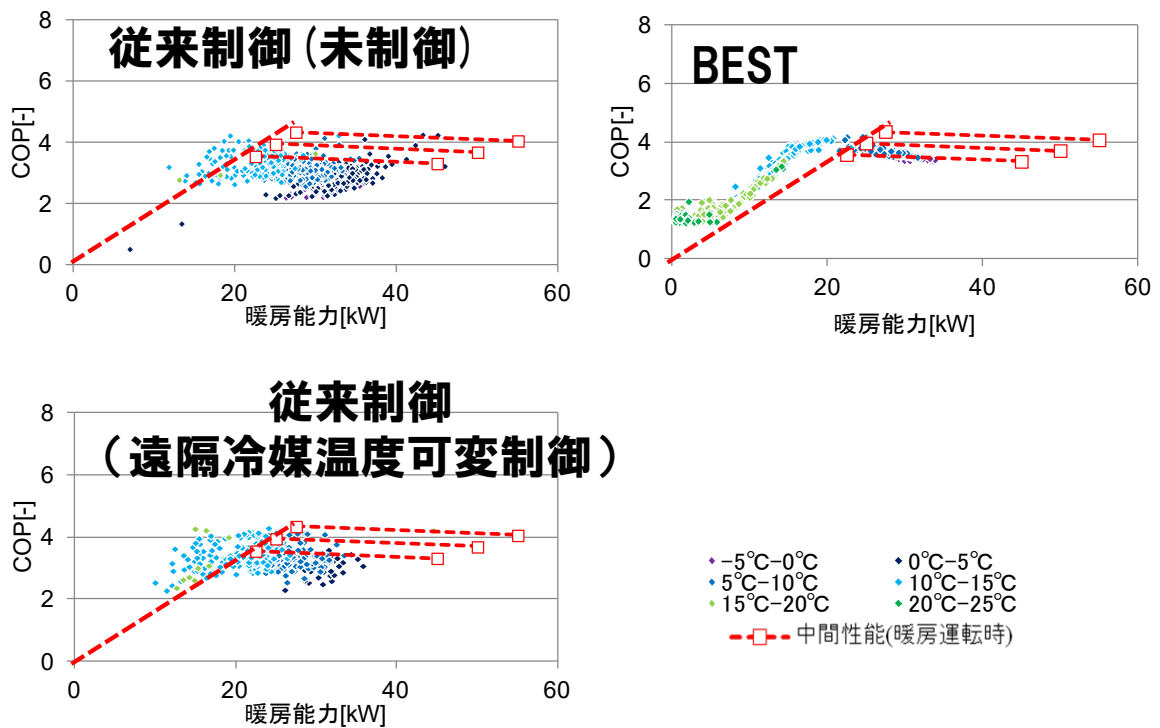 従来制御(未制御)
COP[-]
8
6
4
2
0
0 20 40 60
暖房能力[kW]
BEST
COP[-]
8
6
4
2
0
0 20 40 60
暖房能力[kW]
従来制御
(遠隔冷媒温度可変制御)
COP[-]
8
6
4
2
0
0 20 40 60
暖房能力[kW]
-5℃-0℃ 0℃-5℃
5℃-10℃ 10℃-15℃
15℃-20℃ 20℃-25℃
中間性能(暖房運転時)